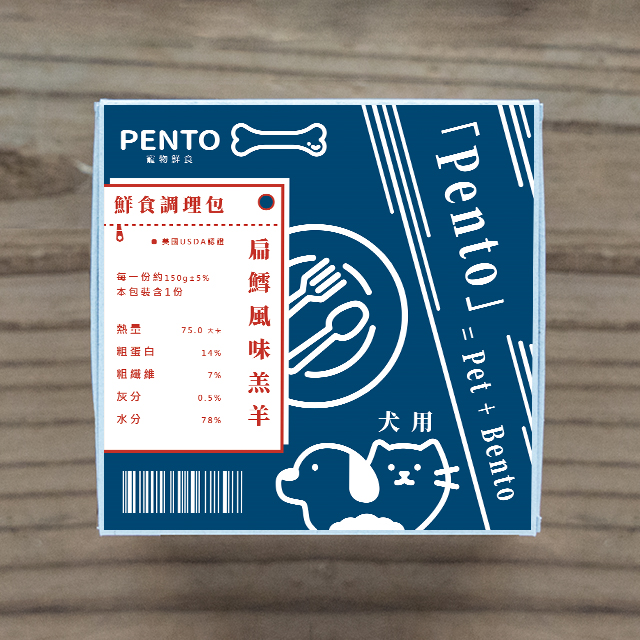 PENTO
寵物鮮食
鮮食調理包
美國USDA認證
扁鱈風味羔羊
每一份約150g±5%
本包裝含1份
熱量 75.0 大卡
粗蛋白 14%
粗纖維 7%
灰分 0.5%
水分 78%
犬用
「Pento」= Pet + Bento